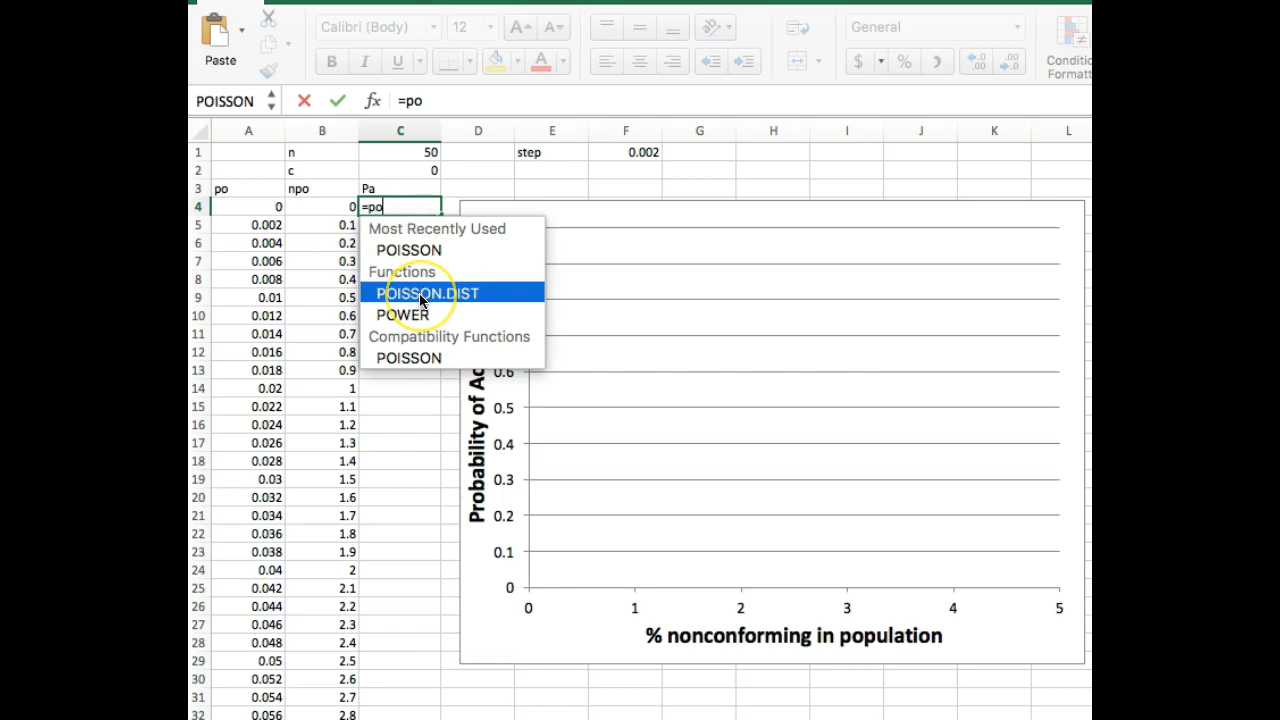 Calibri (Body) 12 A A General
Paste B I U A $ % ) .0 .00 .00 .0 Conditio
Formatt
POISSON fx =po
A B C D E F G H I J K L
1 n 50 step 0.002
2 c 0
3 po npo Pa
4 0 0 =po
5 0.002 0.1 Most Recently Used
6 0.004 0.2 POISSON
7 0.006 0.3 Functions
8 0.008 0.4 POISSON.DIST
9 0.01 0.5 POWER
10 0.012 0.6 Compatibility Functions
11 0.014 0.7 POISSON
12 0.016 0.8
13 0.018 0.9 0.6
14 0.02 1
15 0.022 1.1 0.5
16 0.024 1.2
17 0.026 1.3 0.4
18 0.028 1.4
19 0.03 1.5 0.3
20 0.032 1.6
21 0.034 1.7 0.2
22 0.036 1.8
23 0.038 1.9 0.1
24 0.04 2
25 0.042 2.1 0
26 0.044 2.2 0 1 2 3 4 5
27 0.046 2.3
28 0.048 2.4 % nonconforming in population
29 0.05 2.5
30 0.052 2.6
31 0.054 2.7
32 0.056 2.8
Probability of Ac